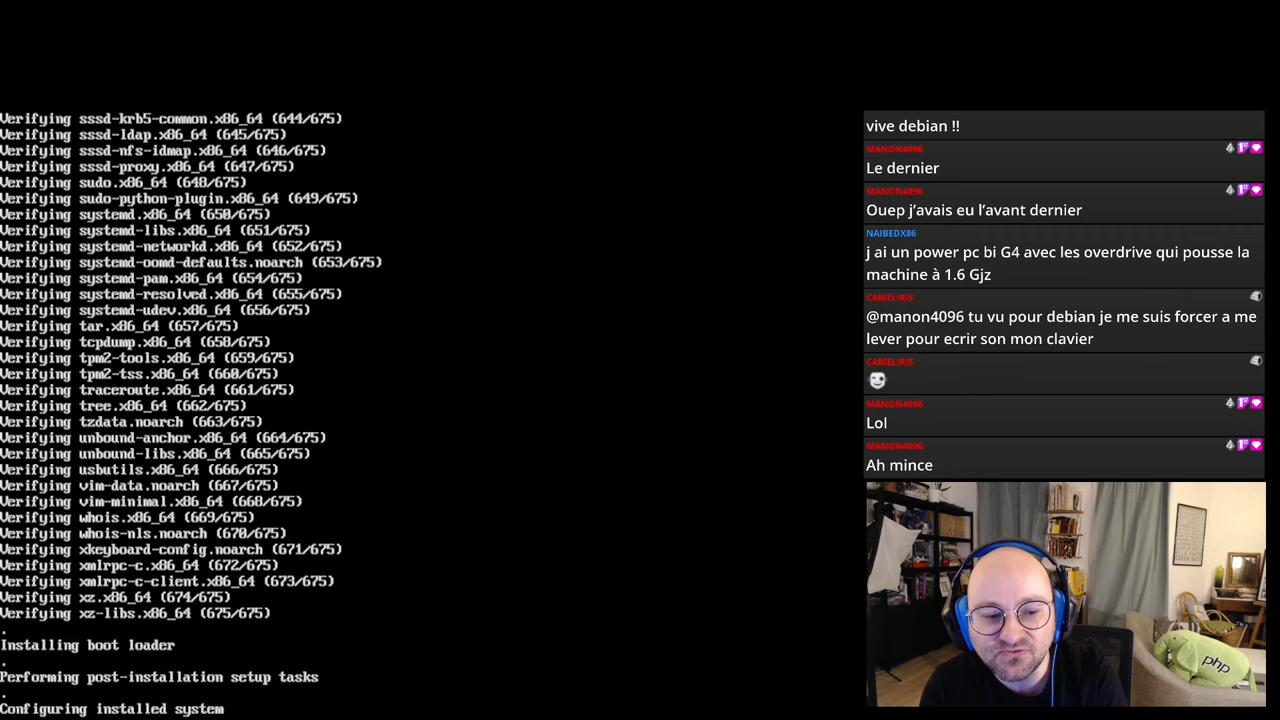 Verifying sssd-krb5-common.x86_64 (644/675)
Verifying sssd-ldap.x86_64 (645/675)
Verifying sssd-nfs-idmap.x86_64 (646/675)
Verifying sssd-proxy.x86_64 (647/675)
Verifying sudo.x86_64 (648/675)
Verifying sudo-python-plugin.x86_64 (649/675)
Verifying systemd.x86_64 (650/675)
Verifying systemd-libs.x86_64 (651/675)
Verifying systemd-networkd.x86_64 (652/675)
Verifying systemd-oomd-defaults.noarch (653/675)
Verifying systemd-pam.x86_64 (654/675)
Verifying systemd-resolved.x86_64 (655/675)
Verifying systemd-udev.x86_64 (656/675)
Verifying tar.x86_64 (657/675)
Verifying tcpdump.x86_64 (658/675)
Verifying tpm2-tools.x86_64 (659/675)
Verifying tpm2-tss.x86_64 (660/675)
Verifying traceroute.x86_64 (661/675)
Verifying tree.x86_64 (662/675)
Verifying tzdata.noarch (663/675)
Verifying unbound-anchor.x86_64 (664/675)
Verifying unbound-libs.x86_64 (665/675)
Verifying usbutils.x86_64 (666/675)
Verifying vim-data.noarch (667/675)
Verifying vim-minimal.x86_64 (668/675)
Verifying whois.x86_64 (669/675)
Verifying whois-nls.noarch (670/675)
Verifying xkeyboard-config.noarch (671/675)
Verifying xmlrpc-c.x86_64 (672/675)
Verifying xmlrpc-c-client.x86_64 (673/675)
Verifying xz.x86_64 (674/675)
Verifying xz-libs.x86_64 (675/675)
.
Installing boot loader
.
Performing post-installation setup tasks
.
Configuring installed system
vive debian !!
MANON4096
Le dernier
MANON4096
Ouep j’avais eu l’avant dernier
NAIBEDX86
j ai un power pc bi G4 avec les overdrive qui pousse la
machine à 1.6 Gjz
CAMELIRIS
@manon4096 tu vu pour debian je me suis forcer a me
lever pour ecrir son mon clavier
CAMELIRIS
MANON4096
Lol
MANON4096
Ah mince
php